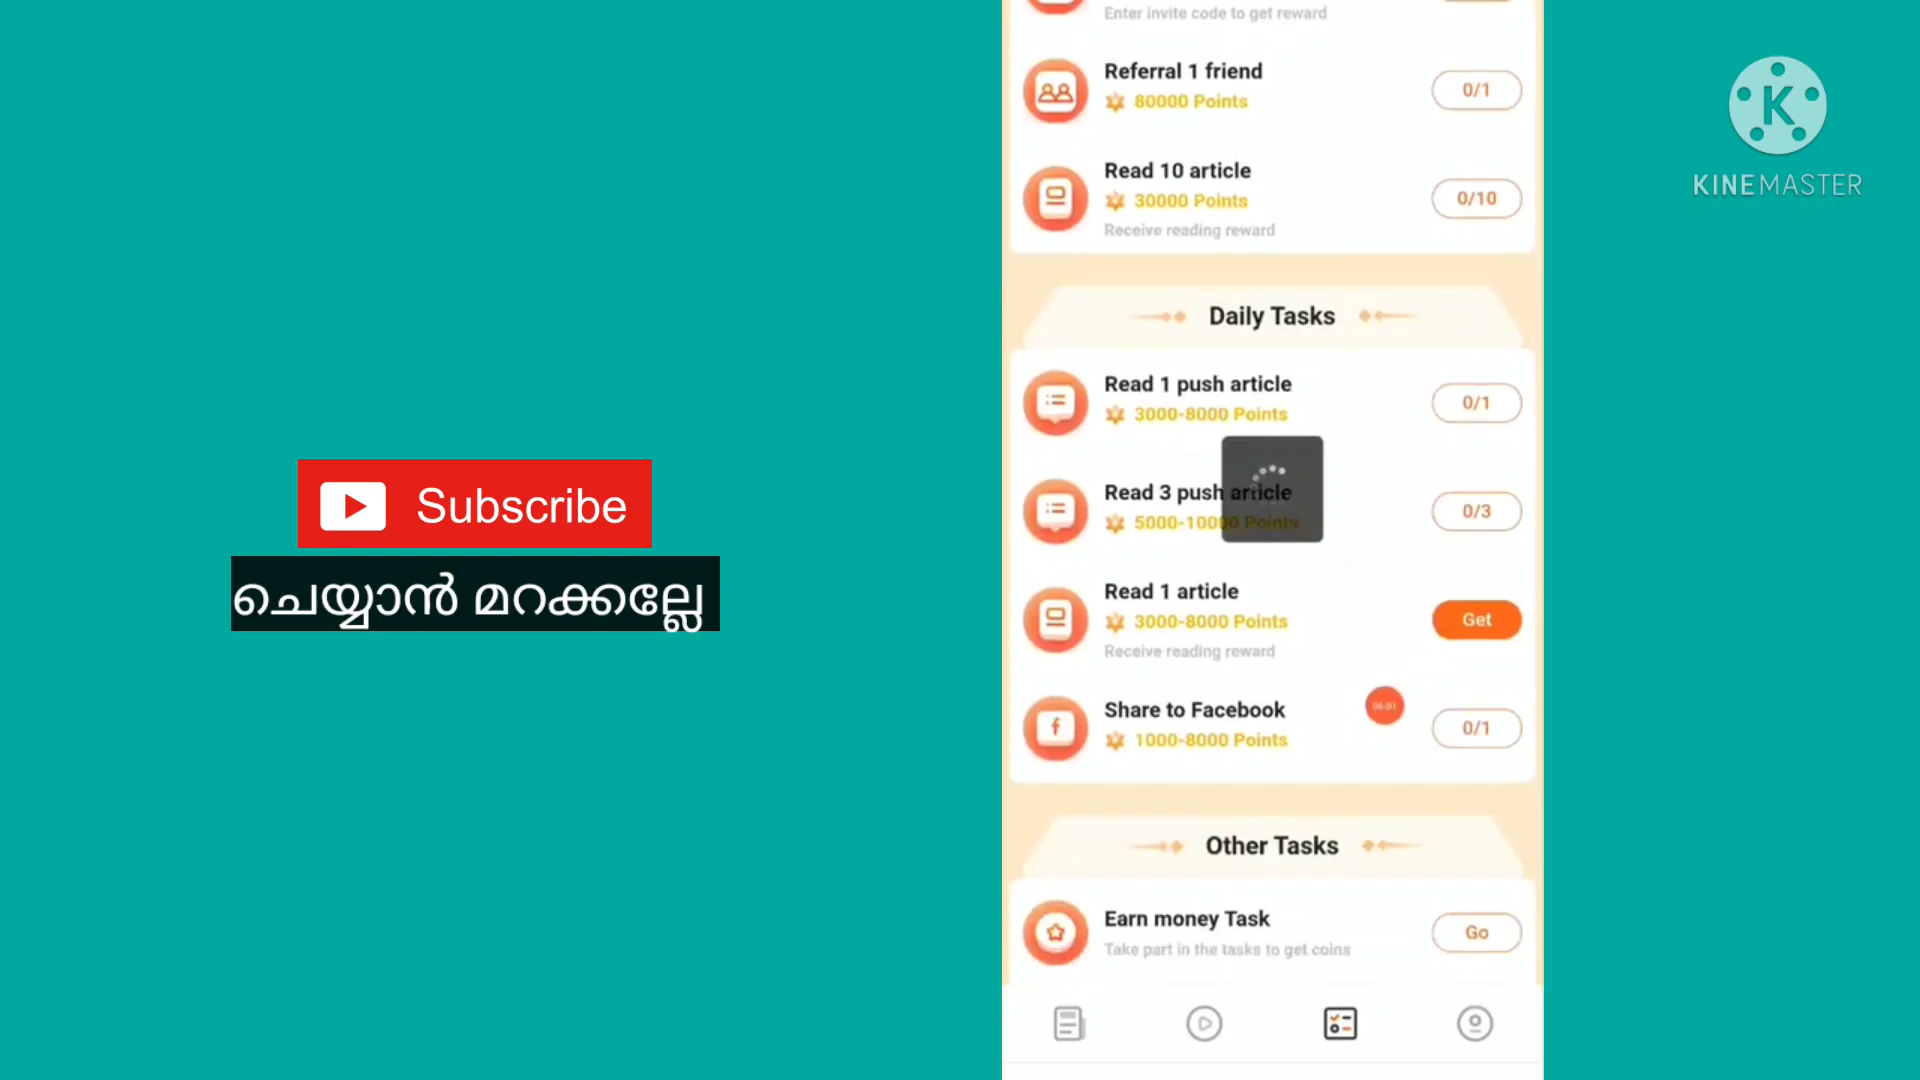 Subscribe
ചെയ്യാൻ മറക്കല്ലേ
Enter invite code to get reward
Referral 1 friend
80000 Points
0/1
Read 10 article
30000 Points
0/10
Receive reading reward
Daily Tasks
Read 1 push article
3000-8000 Points
0/1
Read 3 push article
5000-10000 Points
0/3
Read 1 article
3000-8000 Points
Get
Receive reading reward
Share to Facebook
1000-8000 Points
0/1
Other Tasks
Earn money Task
Take part in the tasks to get coins
Go
K
KINEMASTER